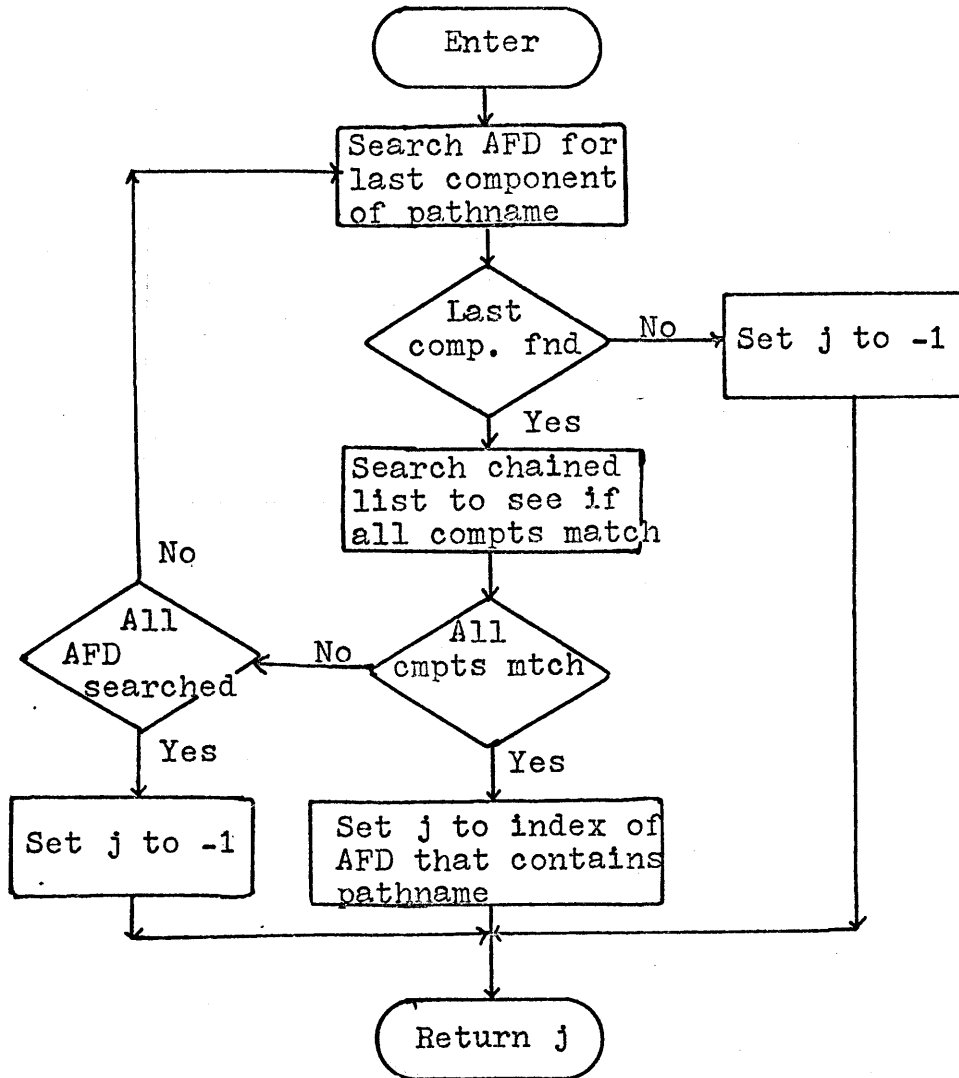 Enter
Search AFD for
last component
of pathname
Last
comp. fnd
No
Set j to -1
Yes
Search chained
list to see if
all compts match
No
All
AFD
searched
No
All
cmpts mtch
Yes
Yes
Set j to -1
Set j to index of
AFD that contains
pathname
Return j